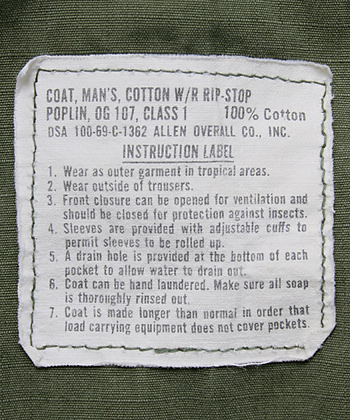 COAT, MAN'S, COTTON W/R RIP-STOP
POPLIN, OG 107, CLASS 1 100% Cotton
DSA 100-69-C-1362 ALLEN OVERALL CO., INC.
INSTRUCTION LABEL
1. Wear as outer garment in tropical areas.
2. Wear outside of trousers.
3. Front closure can be opened for ventilation and
should be closed for protection against insects.
4. Sleeves are provided with adjustable cuffs to
permit sleeves to be rolled up.
5. A drain hole is provided at the bottom of each
pocket to allow water to drain out.
6. Coat can be hand laundered. Make sure all soap
is thoroughly rinsed out.
7. Coat is made longer than normal in order that
load carrying equipment does not cover pockets.